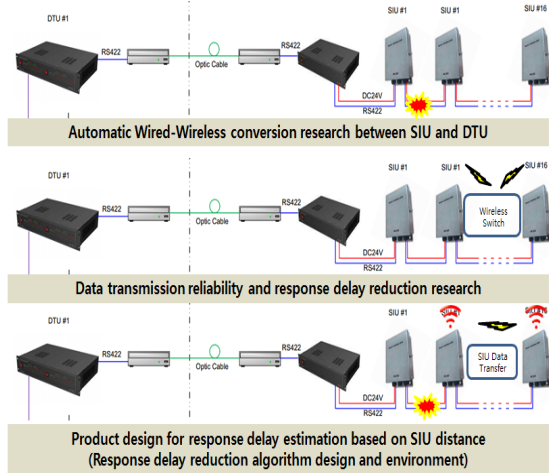 DTU #1
SIU #1
SIU #1
SIU #16
RS422
RS422
Optic Cable
DC24V
RS422
Automatic Wired-Wireless conversion research between SIU and DTU
DTU #1
SIU #1
SIU #1
SIU #16
RS422
RS422
Optic Cable
Wireless
Switch
DC24V
RS422
Data transmission reliability and response delay reduction research
DTU #1
SIU #1
SIU #1
SIU #16
RS422
RS422
Optic Cable
SIU Data
Transfer
DC24V
RS422
Product design for response delay estimation based on SIU distance
(Response delay reduction algorithm design and environment)